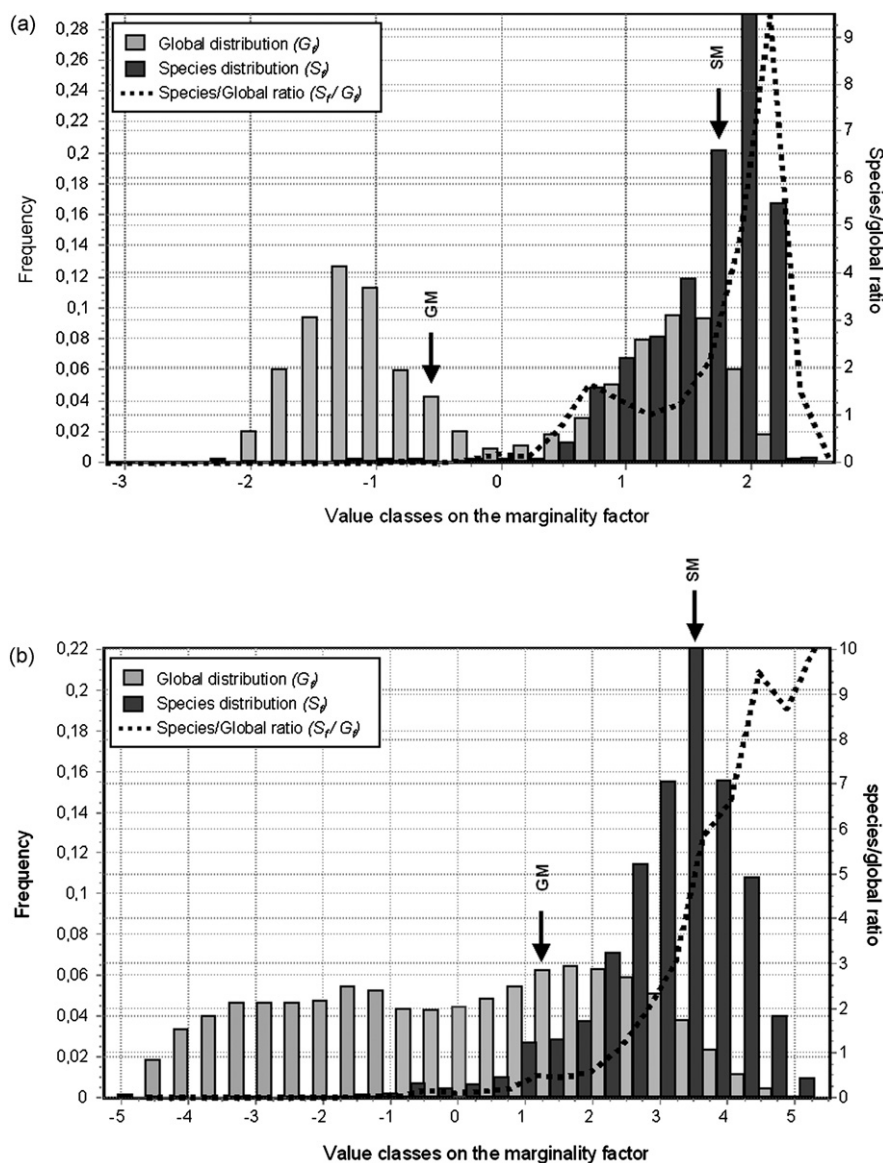 (a)
Global distribution (Gf)
Species distribution (Sf)
Species/Global ratio (Sf / Gf)
SM
GM
0,28
0,26
0,24
0,22
0,2
0,18
0,16
0,14
0,12
0,1
0,08
0,06
0,04
0,02
0
Frequency
9
8
7
6
5
4
3
2
1
0
Species/global ratio
-3 -2 -1 0 1 2
Value classes on the marginality factor
SM
(b)
Global distribution (Gf)
Species distribution (Sf)
Species/Global ratio (Sf / Gf)
GM
0,22
0,2
0,18
0,16
0,14
0,12
0,1
0,08
0,06
0,04
0,02
0
Frequency
10
9
8
7
6
5
4
3
2
1
0
species/global ratio
-5 -4 -3 -2 -1 0 1 2 3 4 5
Value classes on the marginality factor